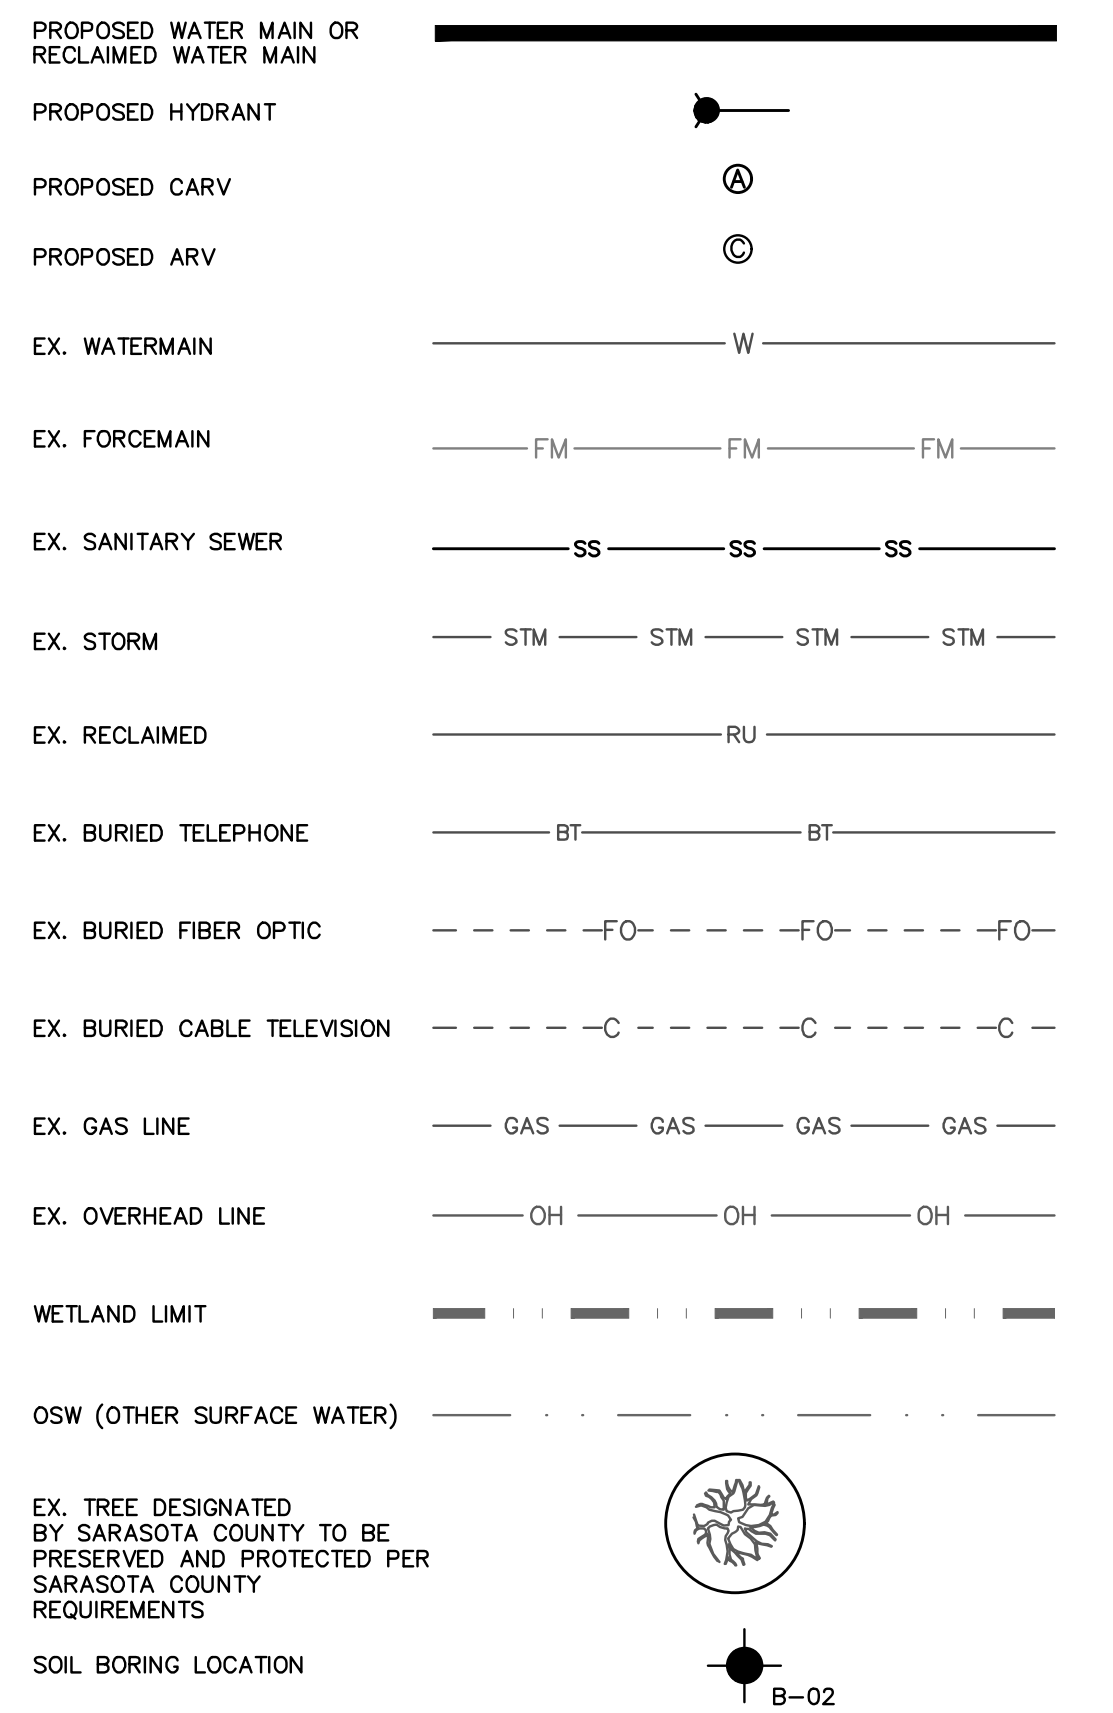 PROPOSED WATER MAIN OR
RECLAIMED WATER MAIN
PROPOSED HYDRANT
PROPOSED CARV A
PROPOSED ARV C
EX. WATERMAIN W
EX. FORCEMAIN FM FM FM
EX. SANITARY SEWER SS SS SS
EX. STORM STM STM STM STM
EX. RECLAIMED RU
EX. BURIED TELEPHONE BT BT
EX. BURIED FIBER OPTIC FO FO FO
EX. BURIED CABLE TELEVISION C C C
EX. GAS LINE GAS GAS GAS GAS
EX. OVERHEAD LINE OH OH OH
WETLAND LIMIT
OSW (OTHER SURFACE WATER)
EX. TREE DESIGNATED
BY SARASOTA COUNTY TO BE
PRESERVED AND PROTECTED PER
SARASOTA COUNTY
REQUIREMENTS
SOIL BORING LOCATION
B-02